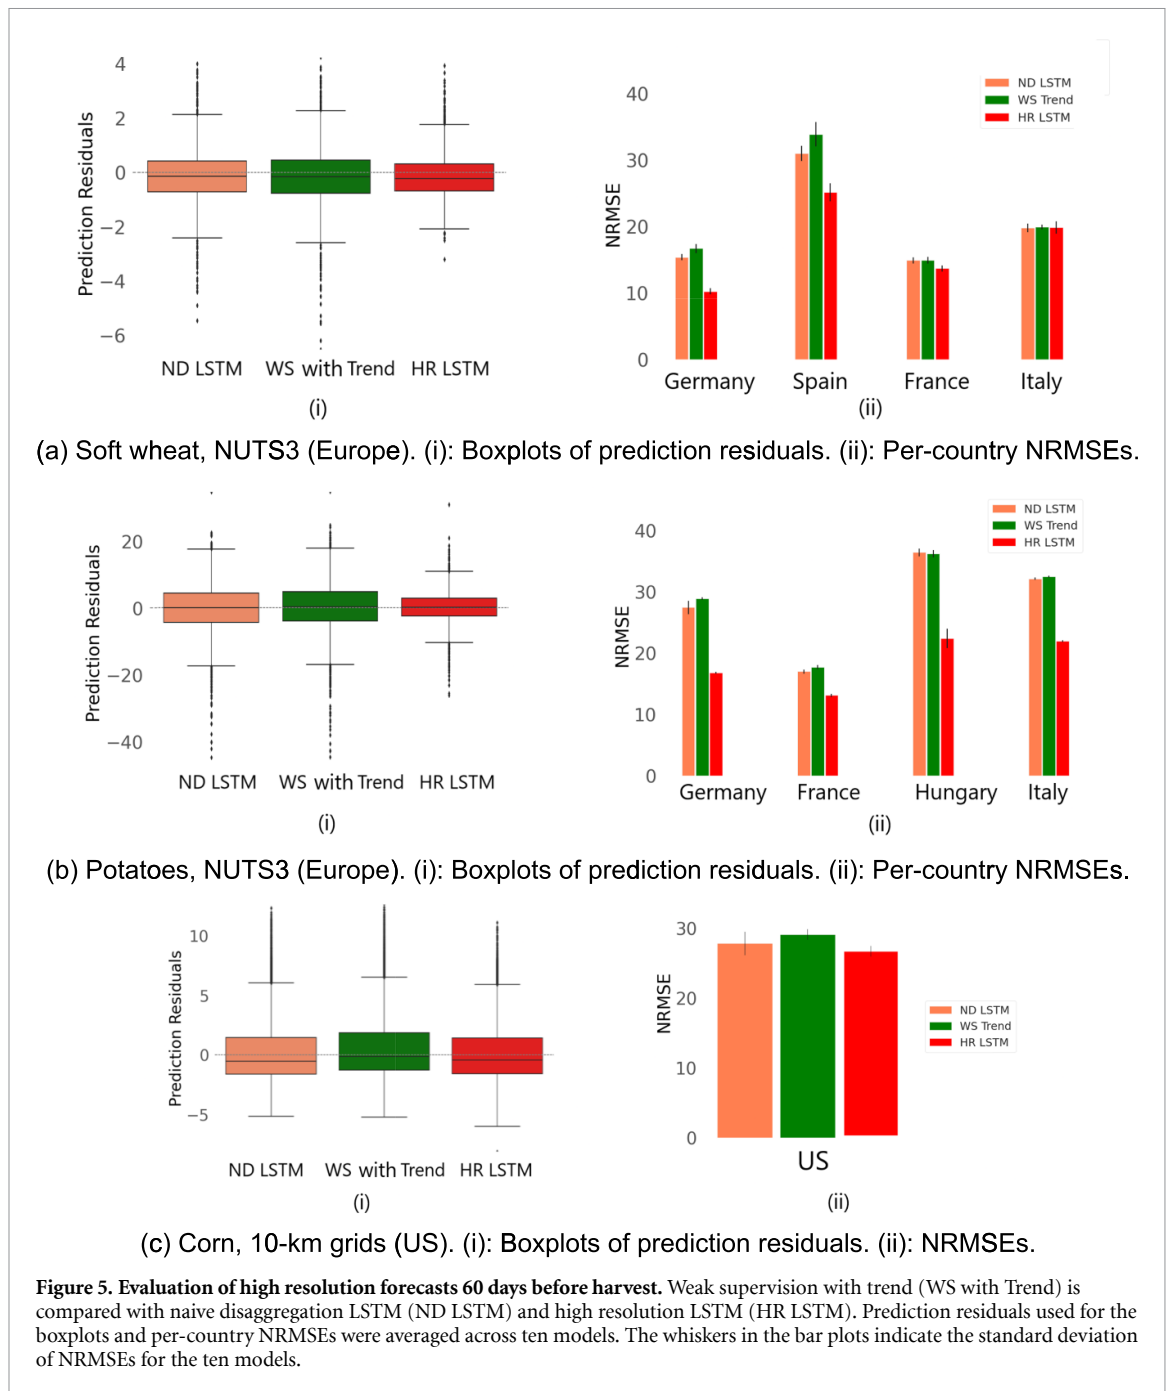 4
2
0
−2
−4
−6
Prediction Residuals
ND LSTM WS with Trend HR LSTM
(i)
40
30
20
10
0
NRMSE
ND LSTM
WS Trend
HR LSTM
Germany Spain France Italy
(ii)
(a) Soft wheat, NUTS3 (Europe). (i): Boxplots of prediction residuals. (ii): Per-country NRMSEs.
20
0
−20
−40
Prediction Residuals
ND LSTM WS with Trend HR LSTM
(i)
40
30
20
10
0
NRMSE
ND LSTM
WS Trend
HR LSTM
Germany France Hungary Italy
(ii)
(b) Potatoes, NUTS3 (Europe). (i): Boxplots of prediction residuals. (ii): Per-country NRMSEs.
10
5
0
−5
Prediction Residuals
ND LSTM WS with Trend HR LSTM
(i)
30
20
10
0
NRMSE
ND LSTM
WS Trend
HR LSTM
US
(ii)
(c) Corn, 10-km grids (US). (i): Boxplots of prediction residuals. (ii): NRMSEs.
Figure 5. Evaluation of high resolution forecasts 60 days before harvest. Weak supervision with trend (WS with Trend) is
compared with naive disaggregation LSTM (ND LSTM) and high resolution LSTM (HR LSTM). Prediction residuals used for the
boxplots and per-country NRMSEs were averaged across ten models. The whiskers in the bar plots indicate the standard deviation
of NRMSEs for the ten models.